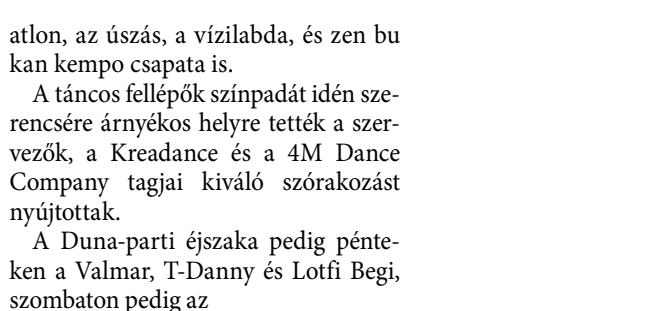 atlon, az úszás, a vízilabda, és zen bu
kan kempo csapata is.
A táncos fellépők színpadát idén sze-
rencsére árnyékos helyre tették a szer-
vezők, a Kreadance és a 4M Dance
Company tagjai kiváló szórakozást
nyújtottak.
A Duna-parti éjszaka pedig pénte-
ken a Valmar, T-Danny és Lotfi Begi,
szombaton pedig az